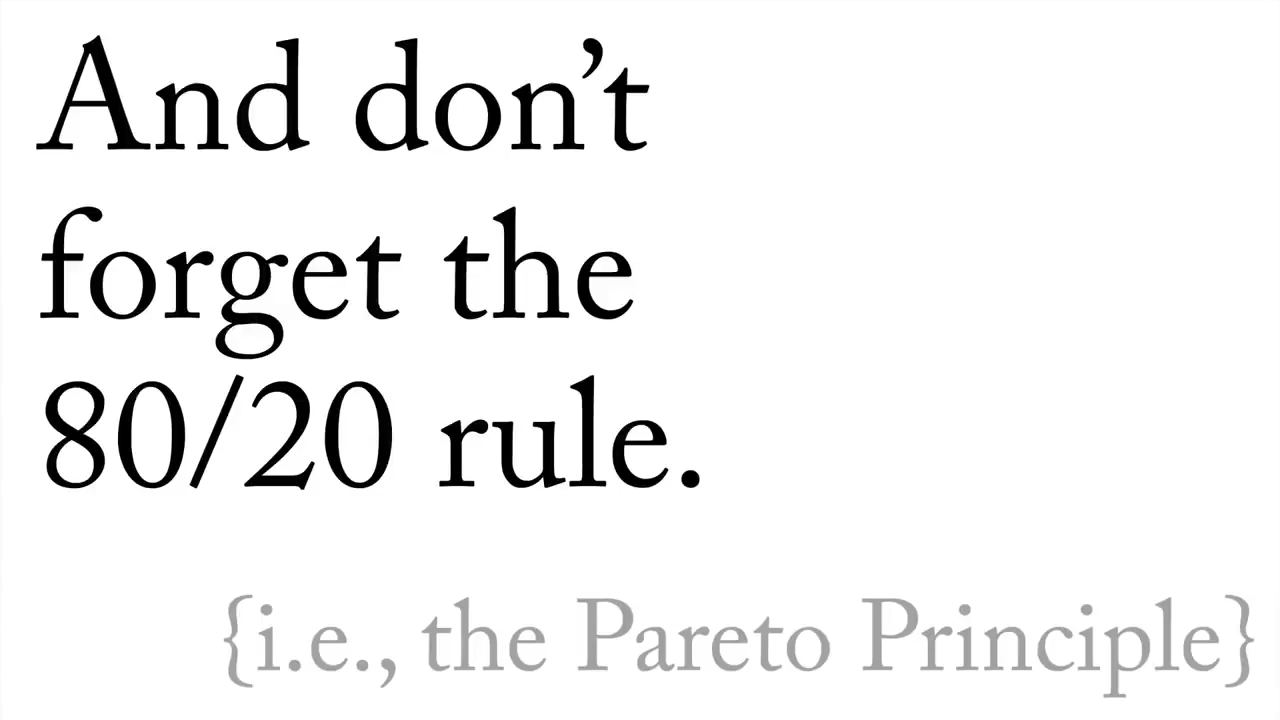 And don’t
forget the
80/20 rule.
{i.e., the Pareto Principle}